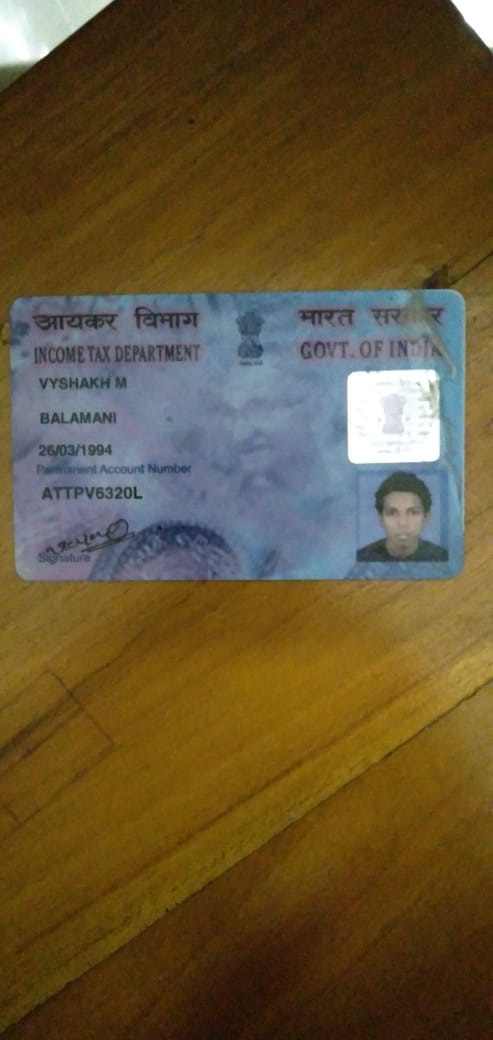 आयकर विभाग
INCOME TAX DEPARTMENT
भारत सरकार
GOVT. OF INDIA
VYSHAKH M
BALAMANI
26/03/1994
Permanent Account Number
ATTPV6320L
Signature